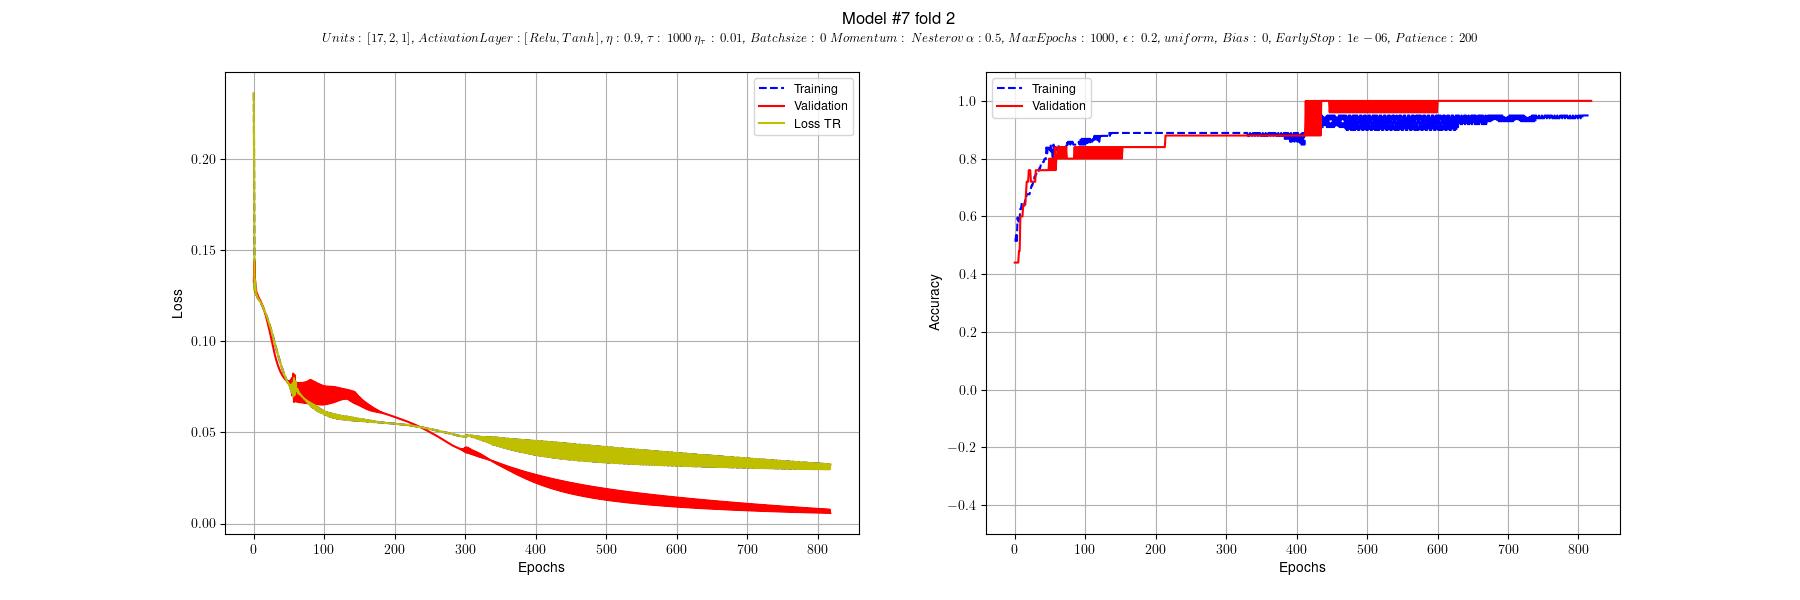 Model #7 fold 2
Units : [17, 2, 1], ActivationLayer : [Relu, Tanh], η : 0.9, τ : 1000 η_τ : 0.01, Batchsize : 0 Momentum : Nesterov α : 0.5, MaxEpochs : 1000, ϵ : 0.2, uniform, Bias : 0, EarlyStop : 1e − 06, Patience : 200
Training
Validation
Loss TR
0.20
0.15
0.10
0.05
0.00
Loss
0 100 200 300 400 500 600 700 800
Epochs
Training
Validation
1.0
0.8
0.6
0.4
0.2
0.0
−0.2
−0.4
Accuracy
0 100 200 300 400 500 600 700 800
Epochs